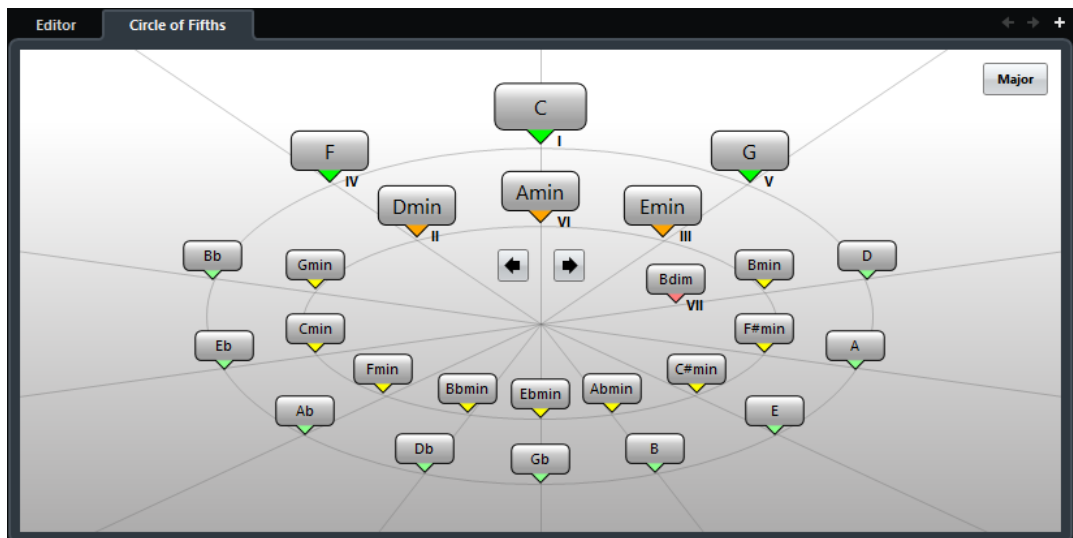 Editor Circle of Fifths
Major
C
I
F G
IV V
Amin
Dmin Emin
VI
II III
Bb D
Gmin Bmin
Bdim
VII
Cmin F#min
Eb A
Fmin C#min
Bbmin Ebmin Abmin
Ab E
Db B
Gb